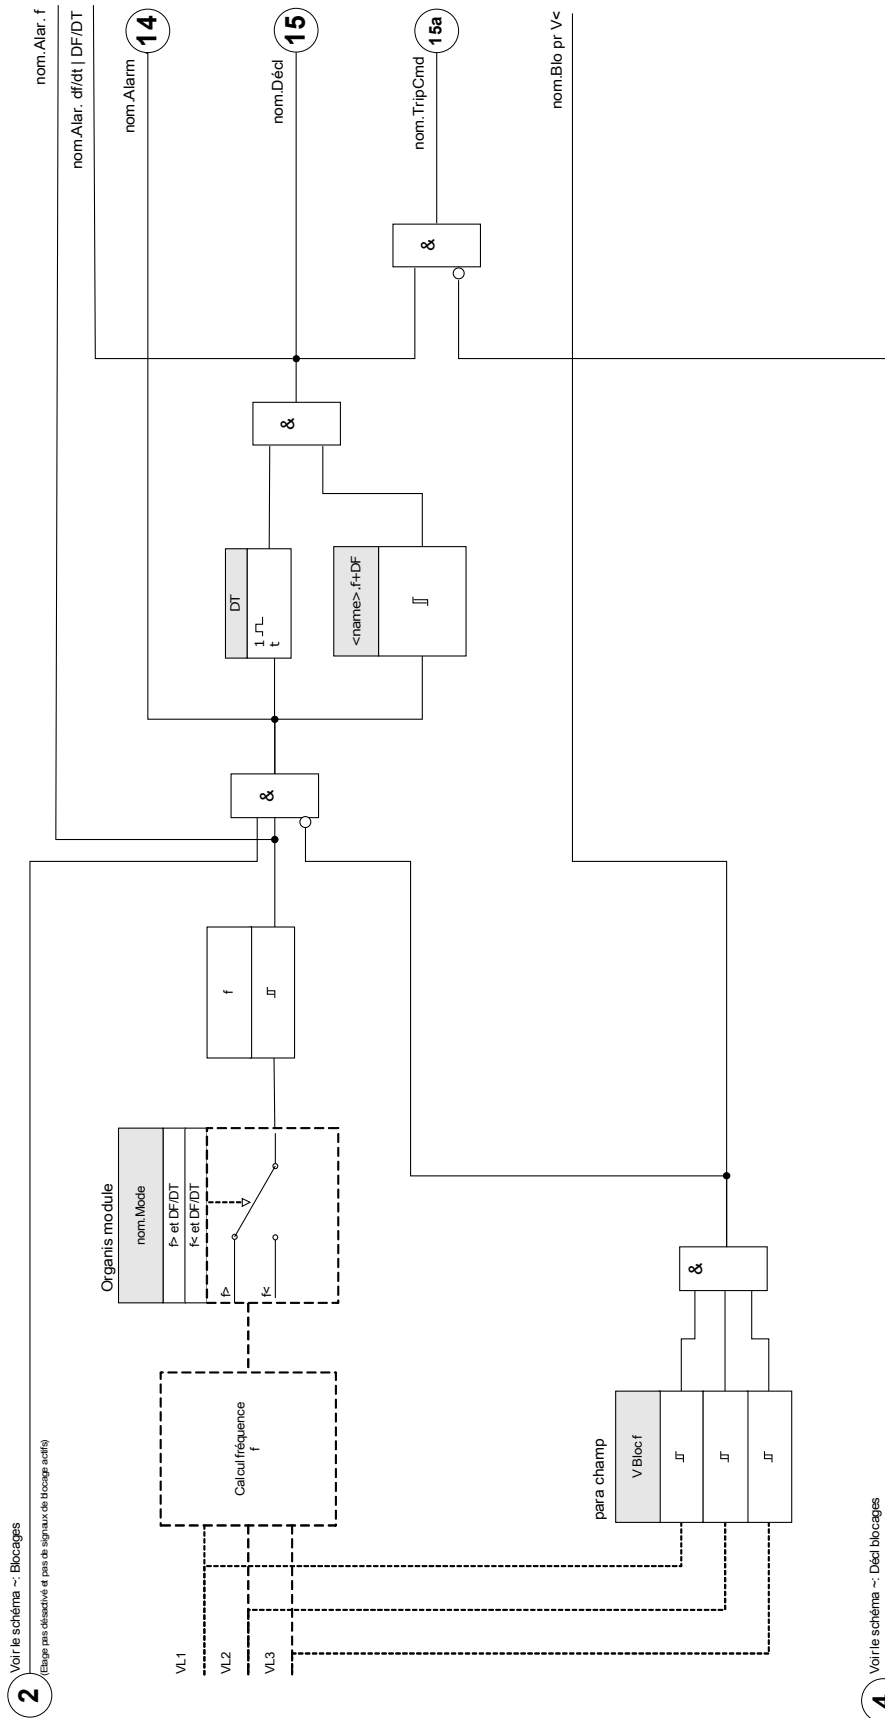 2
Voir le schéma ~: Blocages
(Etage pas désactivé et pas de signaux de blocage actifs)
VL1
VL2
VL3
Calcul fréquence
f
Organis module
nom.Mode
f> et DF/DT
f< et DF/DT
f>
f<
f
&
DT
1
t
<name>.f+DF
&
&
nom.Alar. f
nom.Alar. df/dt | DF/DT
nom.Alarm
14
nom.Décl
15
nom.TripCmd
15a
nom.Blo pr V<
para champ
V Bloc f
&
4
Voir le schéma ~: Décl blocages